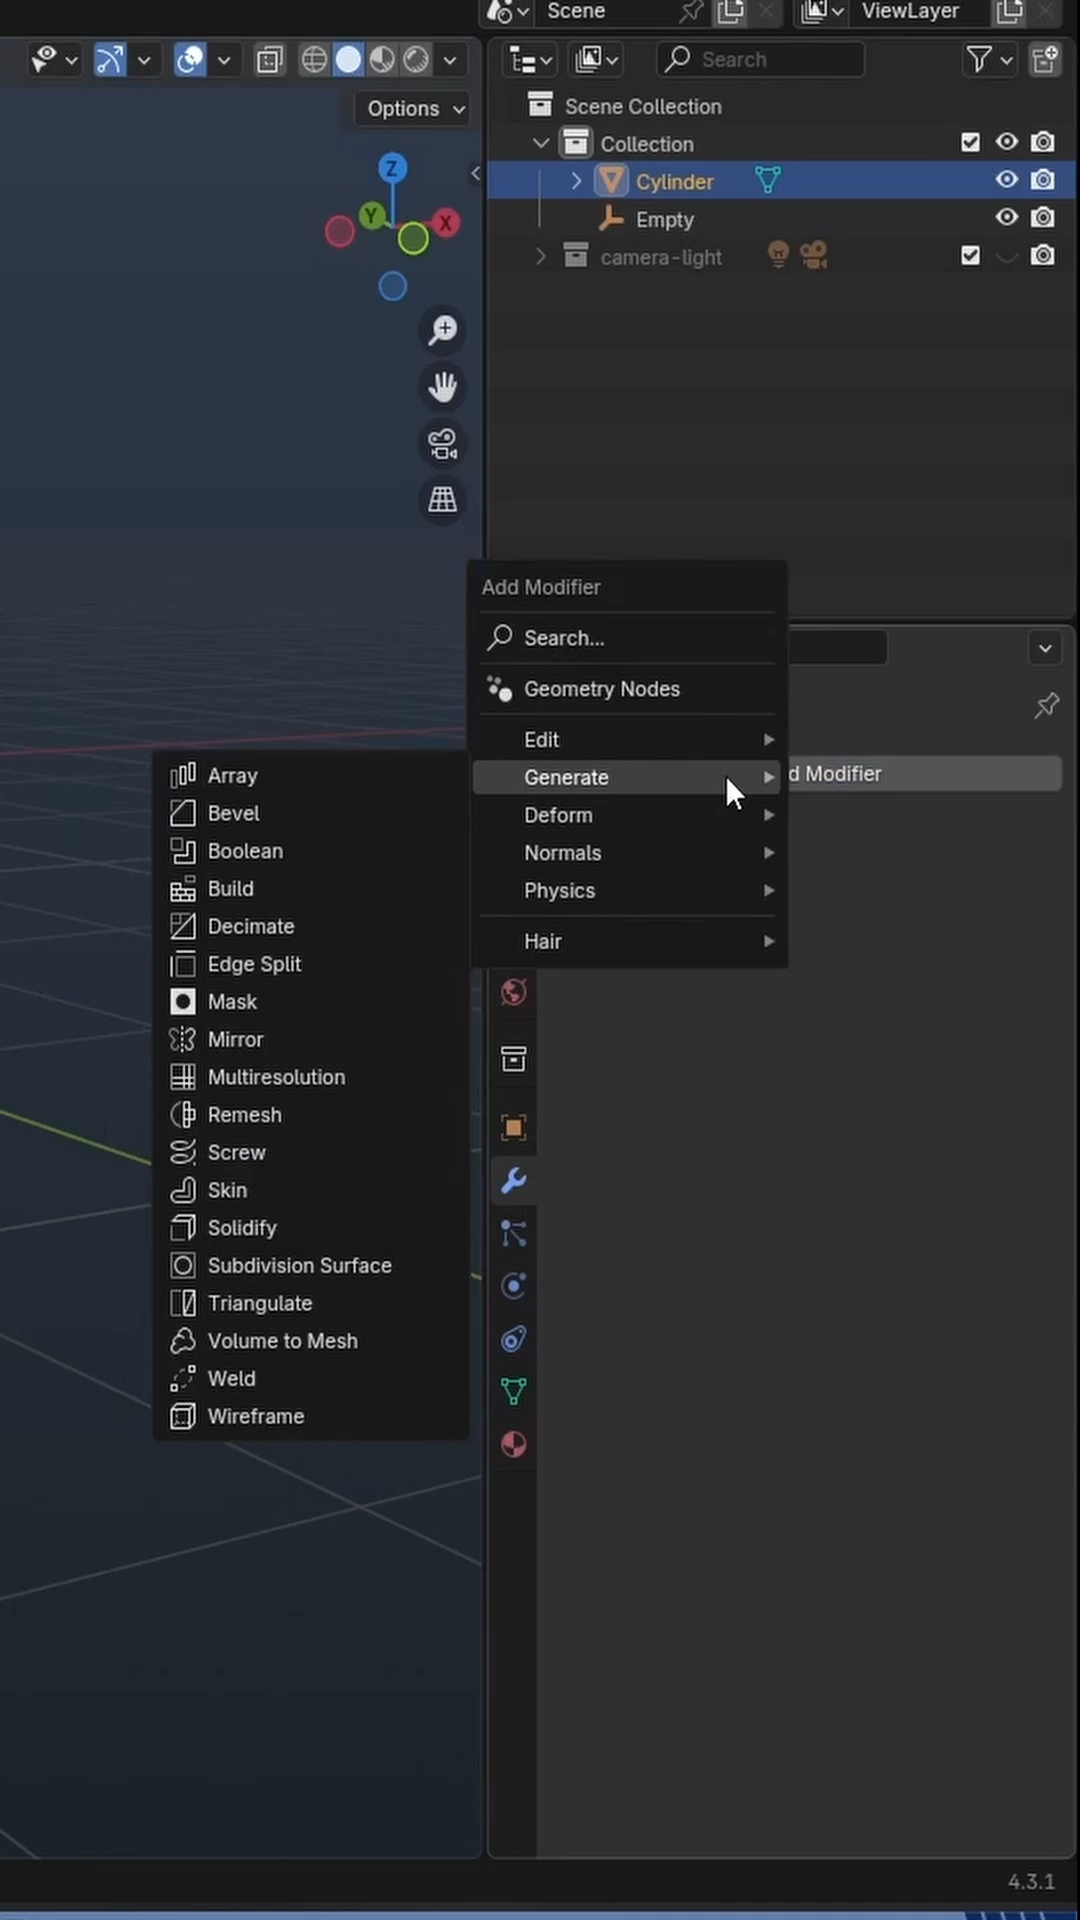 Scene
ViewLayer
Search
Options
Scene Collection
Z
Collection
Cylinder
Y
X
Empty
camera-light
Add Modifier
Search...
Geometry Nodes
Edit
Generate
d Modifier
Deform
Normals
Physics
Hair
Array
Bevel
Boolean
Build
Decimate
Edge Split
Mask
Mirror
Multiresolution
Remesh
Screw
Skin
Solidify
Subdivision Surface
Triangulate
Volume to Mesh
Weld
Wireframe
4.3.1